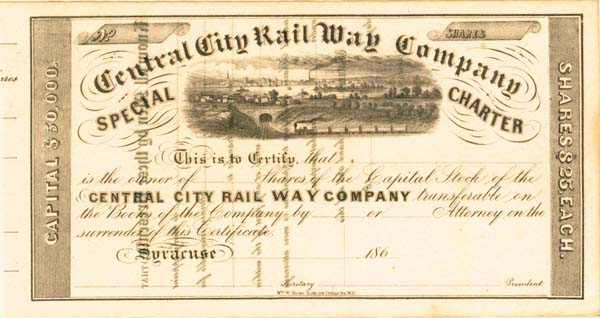 No.
SHARES
Central City Rail Way Company
SPECIAL CHARTER
CAPITAL $50,000.
SHARES $25 EACH.
This is to Certify, that
is the owner of Shares of the Capital Stock of the
CENTRAL CITY RAIL WAY COMPANY transferable on
the Books of the Company by or Attorney on the
surrender of this Certificate.
Syracuse 186
Secretary President